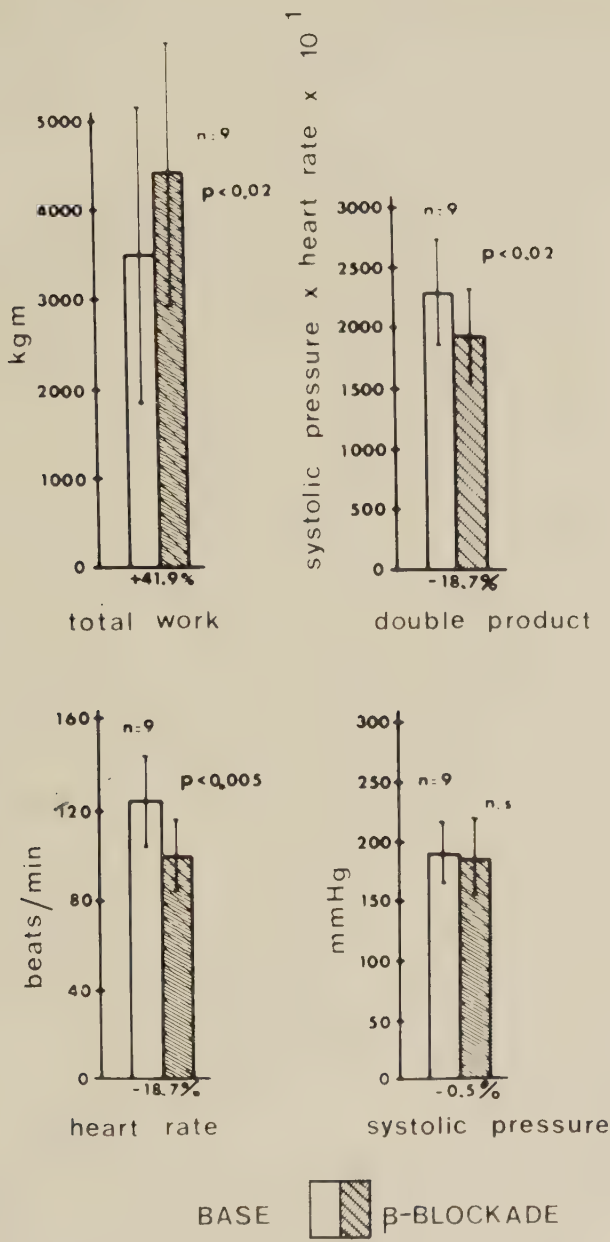 kgm
5000
4000
3000
2000
1000
0
n=9
p<0.02
+41.9%
total work
systolic pressure x heart rate x 10¹
3000
2500
2000
1500
1000
500
0
n=9
p<0.02
-18.7%
double product
beats/min
160
120
80
40
0
n=9
p<0.005
-18.7%
heart rate
mmHg
300
250
200
150
100
50
0
n=9
n.s
-0.5%
systolic pressure
BASE β-BLOCKADE